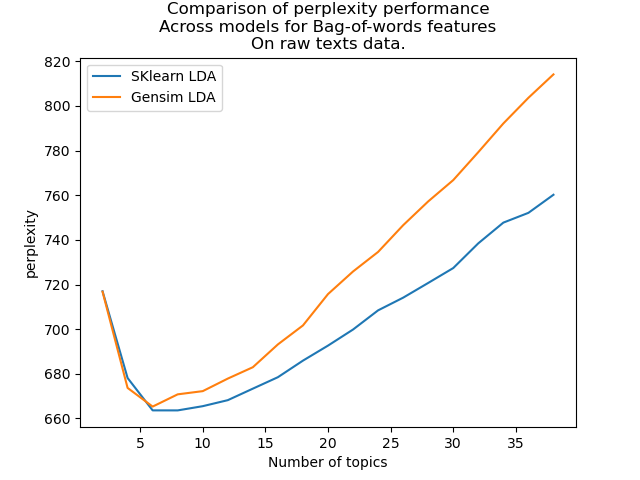 Comparison of perplexity performance
Across models for Bag-of-words features
On raw texts data.
820
800
780
760
740
720
700
680
660
perplexity
SKlearn LDA
Gensim LDA
5
10
15
20
25
30
35
Number of topics